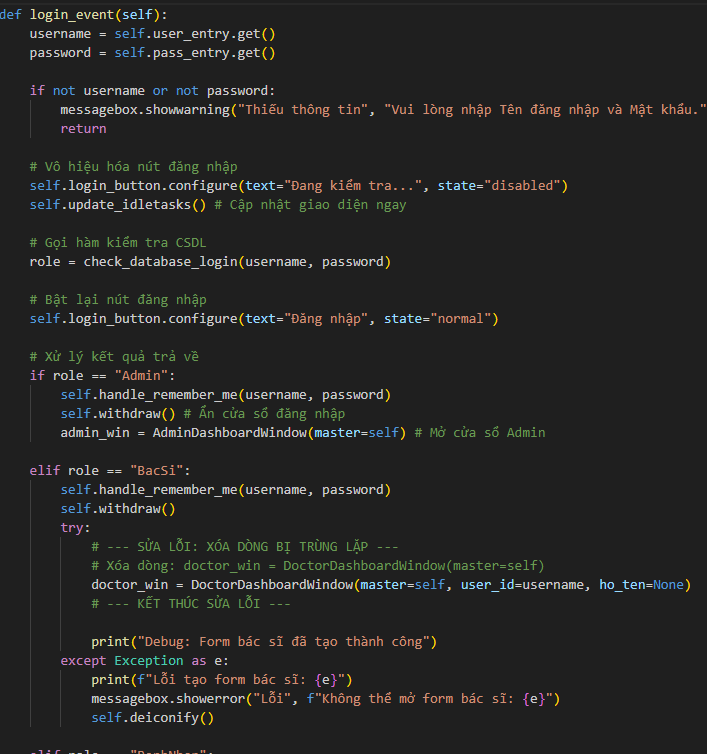 def login_event(self):
    username = self.user_entry.get()
    password = self.pass_entry.get()

    if not username or not password:
        messagebox.showwarning("Thiếu thông tin", "Vui lòng nhập Tên đăng nhập và Mật khẩu."
        return

    # Vô hiệu hóa nút đăng nhập
    self.login_button.configure(text="Đang kiểm tra...", state="disabled")
    self.update_idletasks() # Cập nhật giao diện ngay

    # Gọi hàm kiểm tra CSDL
    role = check_database_login(username, password)

    # Bật lại nút đăng nhập
    self.login_button.configure(text="Đăng nhập", state="normal")

    # Xử lý kết quả trả về
    if role == "Admin":
        self.handle_remember_me(username, password)
        self.withdraw() # Ẩn cửa sổ đăng nhập
        admin_win = AdminDashboardWindow(master=self) # Mở cửa sổ Admin

    elif role == "BacSi":
        self.handle_remember_me(username, password)
        self.withdraw()
        try:
            # --- SỬA LỖI: XÓA DÒNG BỊ TRÙNG LẶP ---
            # Xóa dòng: doctor_win = DoctorDashboardWindow(master=self)
            doctor_win = DoctorDashboardWindow(master=self, user_id=username, ho_ten=None)
            # --- KẾT THÚC SỬA LỖI ---

            print("Debug: Form bác sĩ đã tạo thành công")
        except Exception as e:
            print(f"Lỗi tạo form bác sĩ: {e}")
            messagebox.showerror("Lỗi", f"Không thể mở form bác sĩ: {e}")
            self.deiconify()